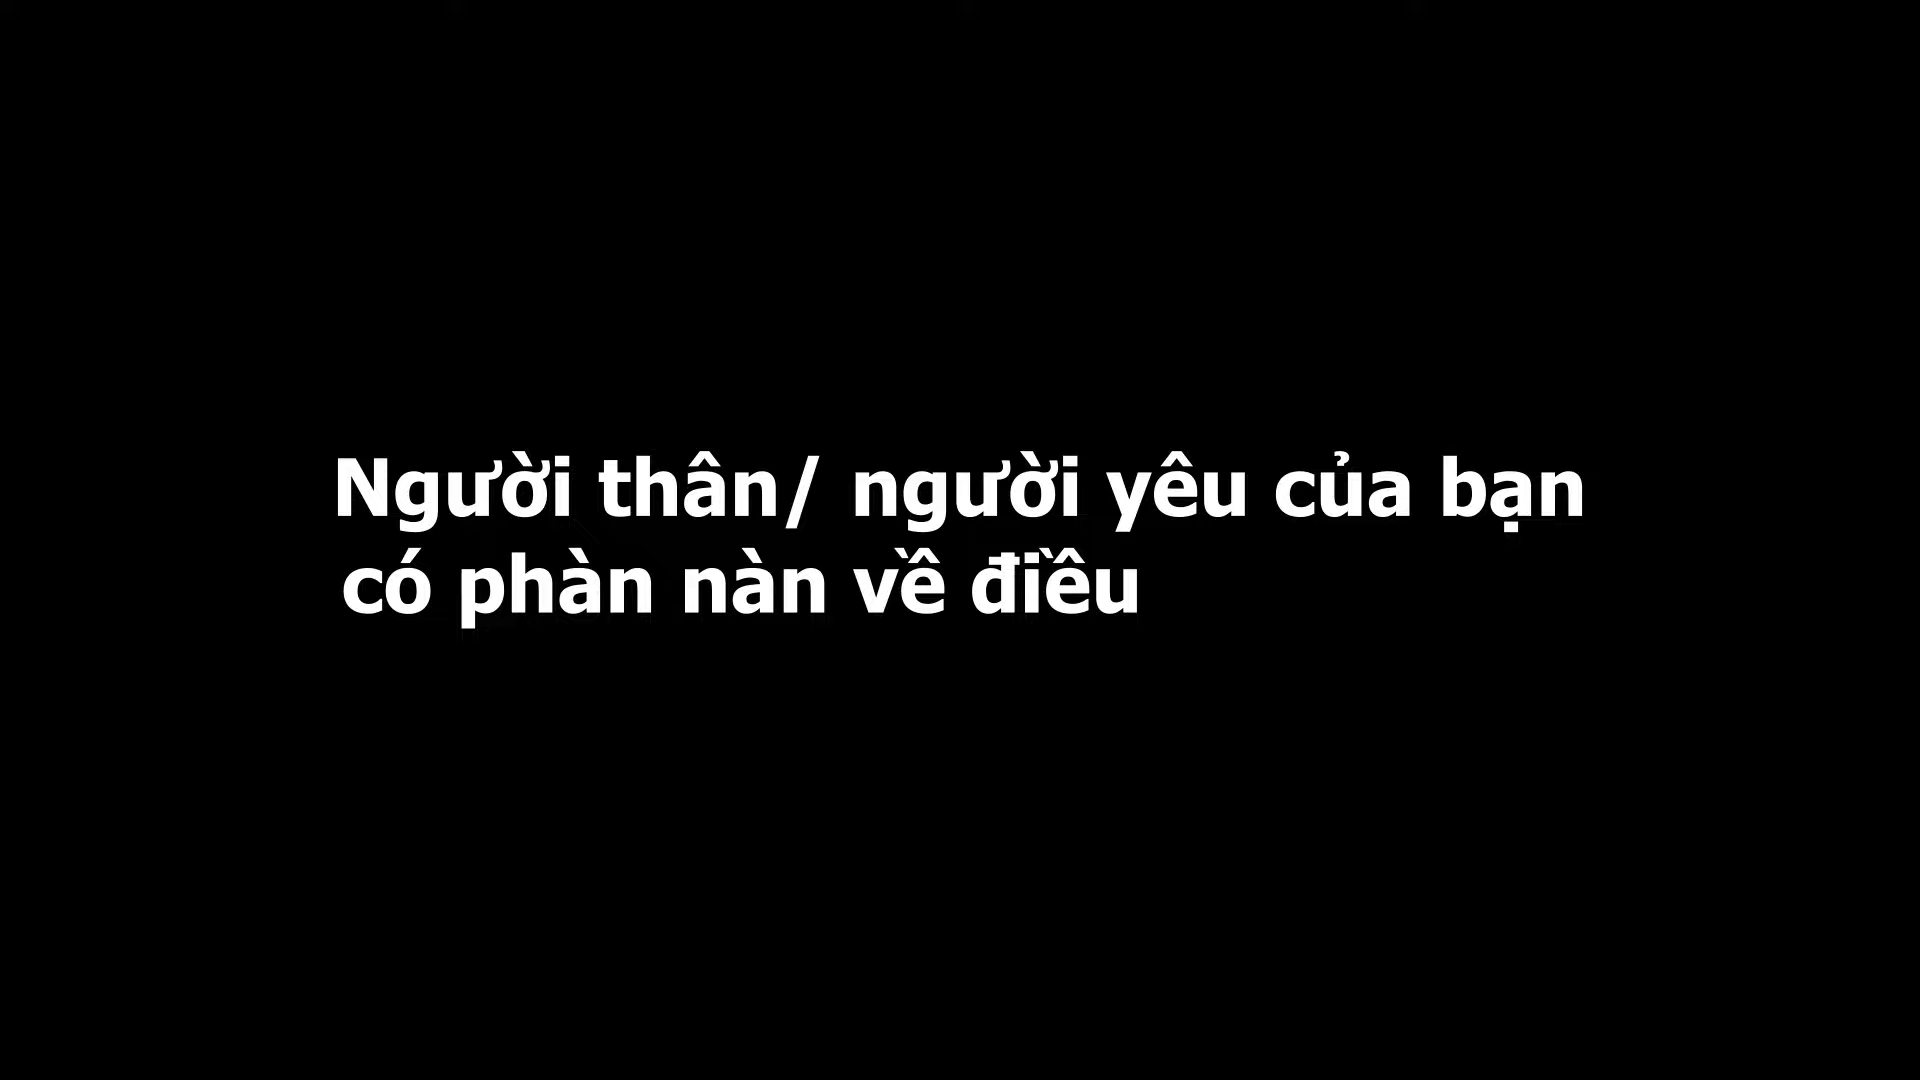 Người thân/ người yêu của bạn
có phàn nàn về điều